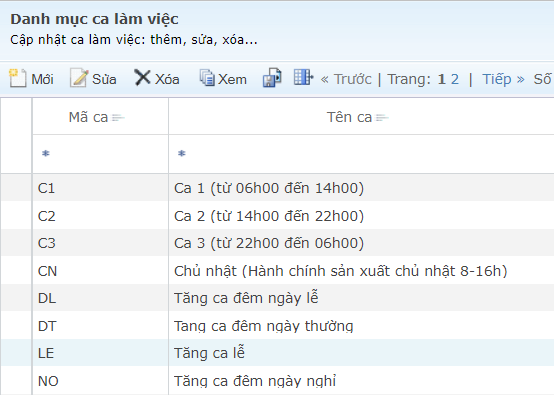 Danh mục ca làm việc
Cập nhật ca làm việc: thêm, sửa, xóa...
Mới Sửa Xóa Xem « Trước | Trang: 1 2 | Tiếp » Số
Mã ca Tên ca
* *
C1 Ca 1 (từ 06h00 đến 14h00)
C2 Ca 2 (từ 14h00 đến 22h00)
C3 Ca 3 (từ 22h00 đến 06h00)
CN Chủ nhật (Hành chính sản xuất chủ nhật 8-16h)
DL Tăng ca đêm ngày lễ
DT Tang ca đêm ngày thường
LE Tăng ca lễ
NO Tăng ca đêm ngày nghỉ